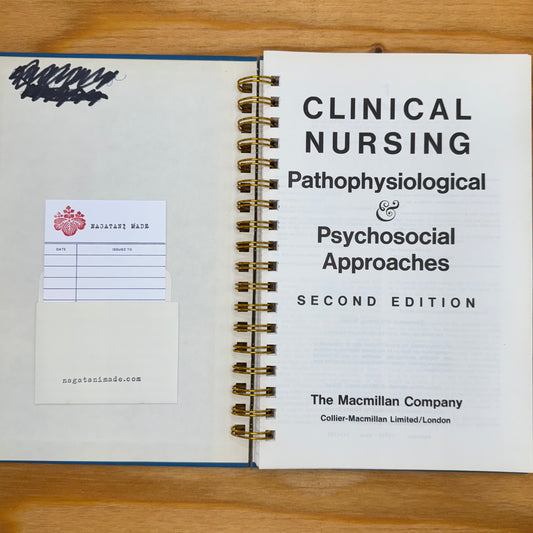 NAGATANI MADE
DATE ISSUED TO
nagatanimade.com
CLINICAL
NURSING
Pathophysiological
&
Psychosocial
Approaches
SECOND EDITION
The Macmillan Company
Collier-Macmillan Limited/London